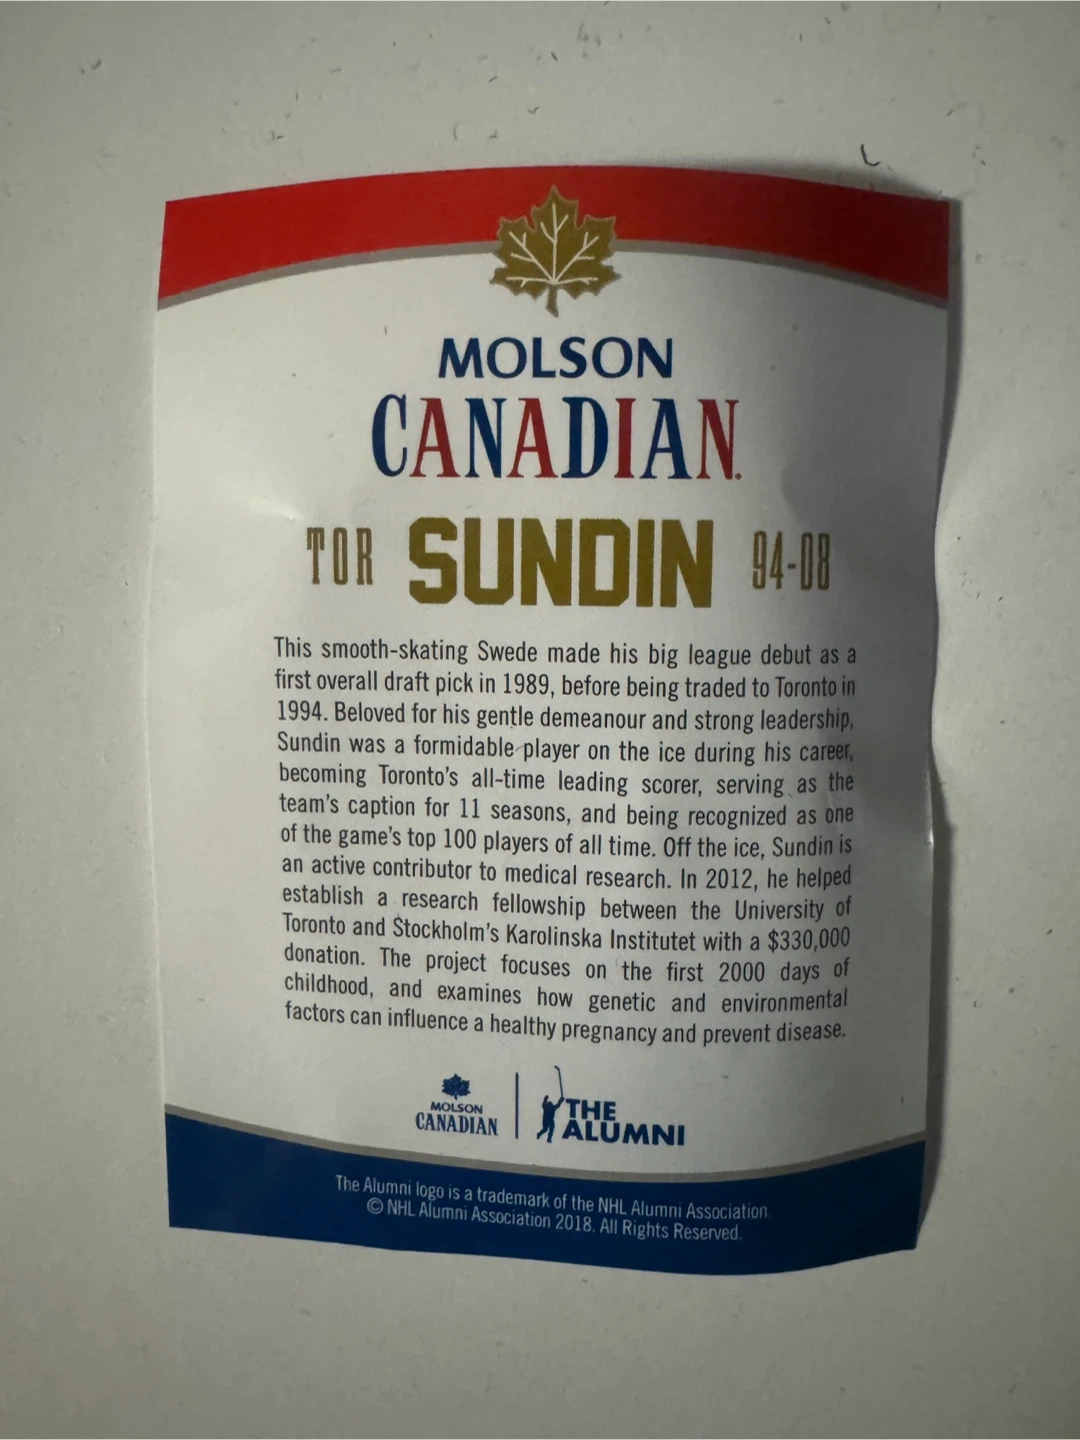 MOLSON
CANADIAN.
TOR SUNDIN 94-08
This smooth-skating Swede made his big league debut as a
first overall draft pick in 1989, before being traded to Toronto in
1994. Beloved for his gentle demeanour and strong leadership,
Sundin was a formidable player on the ice during his career,
becoming Toronto's all-time leading scorer, serving as the
team's caption for 11 seasons, and being recognized as one
of the game's top 100 players of all time. Off the ice, Sundin is
an active contributor to medical research. In 2012, he helped
establish a research fellowship between the University of
Toronto and Stockholm's Karolinska Institutet with a $330,000
donation. The project focuses on the first 2000 days of
childhood, and examines how genetic and environmental
factors can influence a healthy pregnancy and prevent disease.
MOLSON
CANADIAN
THE
ALUMNI
The Alumni logo is a trademark of the NHL Alumni Association.
© NHL Alumni Association 2018. All Rights Reserved.